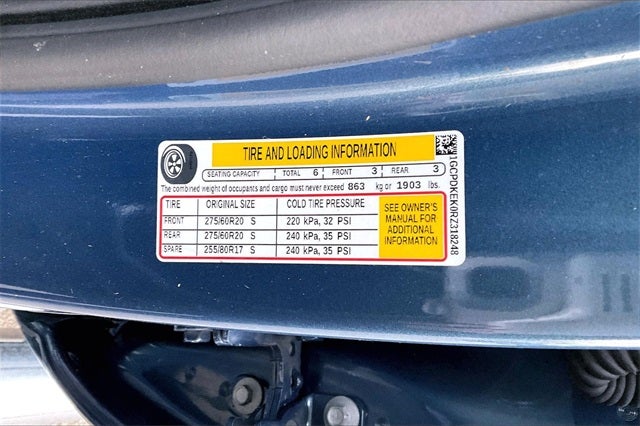 TIRE AND LOADING INFORMATION
SEATING CAPACITY TOTAL 6 FRONT 3 REAR 3
The combined weight of occupants and cargo must never exceed 863 kg or 1903 lbs.
TIRE ORIGINAL SIZE COLD TIRE PRESSURE
FRONT 275/60R20 S 220 kPa, 32 PSI
REAR 275/60R20 S 240 kPa, 35 PSI
SPARE 255/80R17 S 240 kPa, 35 PSI
SEE OWNER'S
MANUAL FOR
ADDITIONAL
INFORMATION
1GCPDKEK0RZ318248